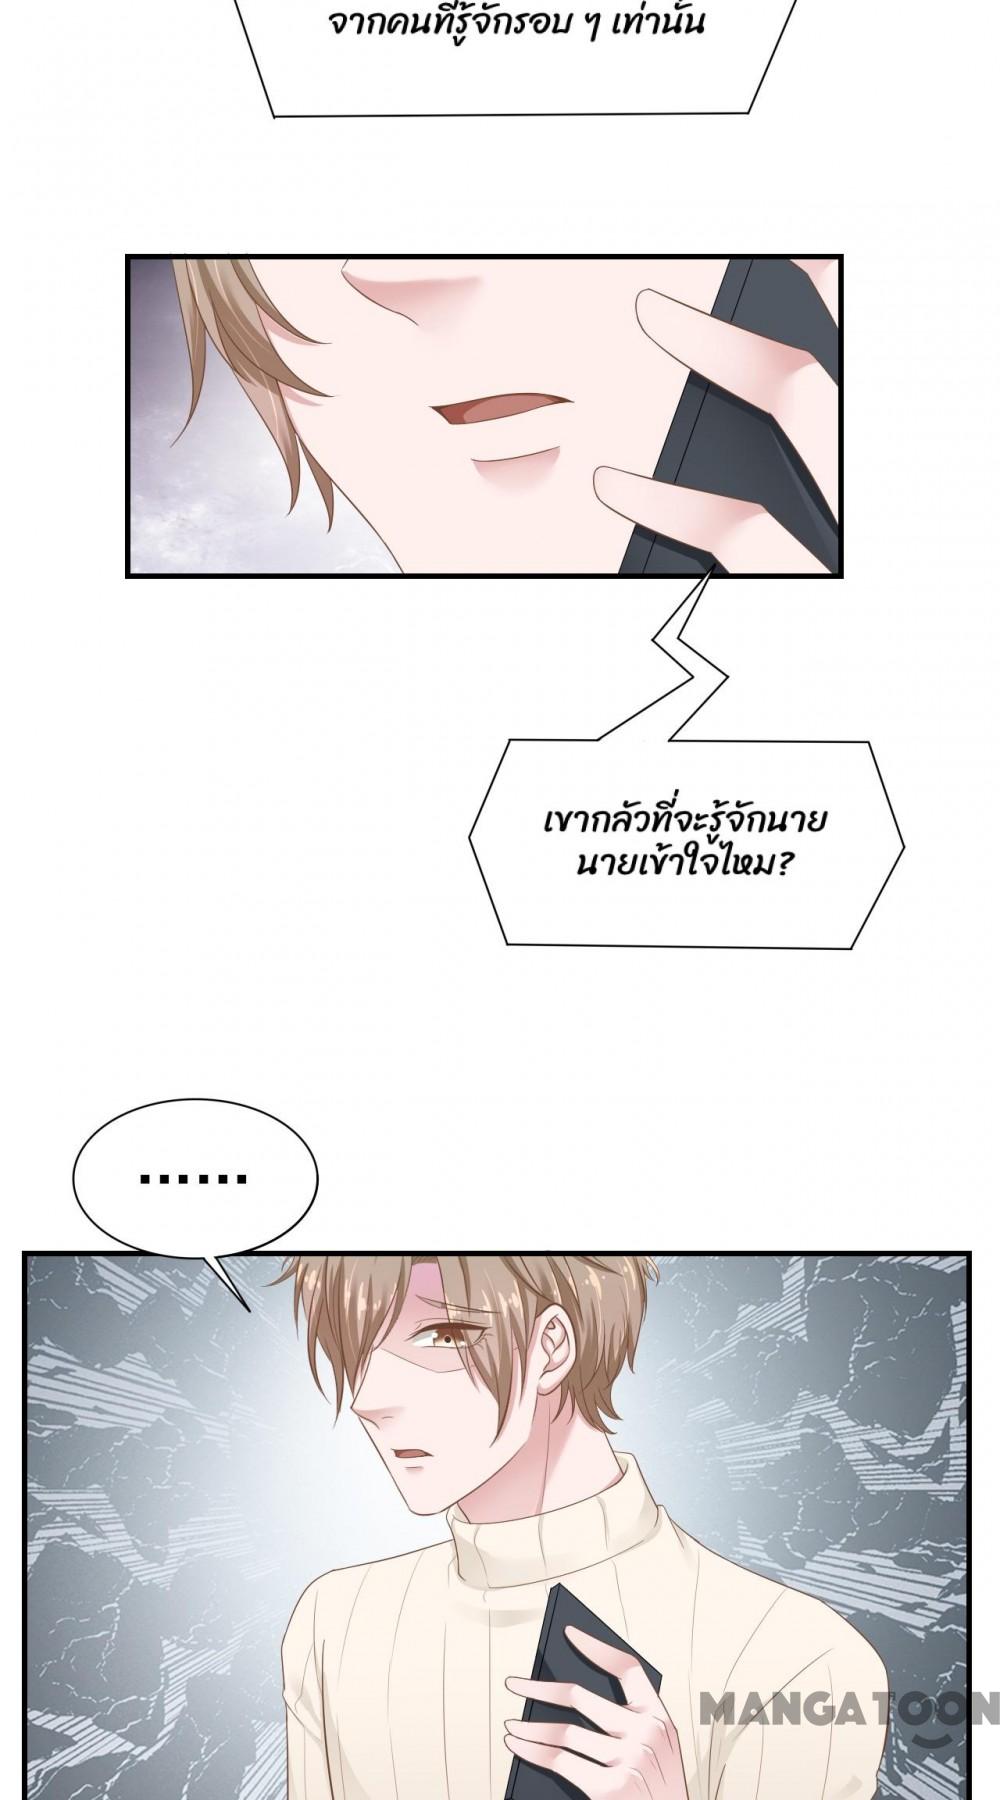 จากคนที่รู้จักรอบ ๆ เท่านั้น
เขากลัวที่จะรู้จักนาย
นายเข้าใจไหม?
......
MANGATOON